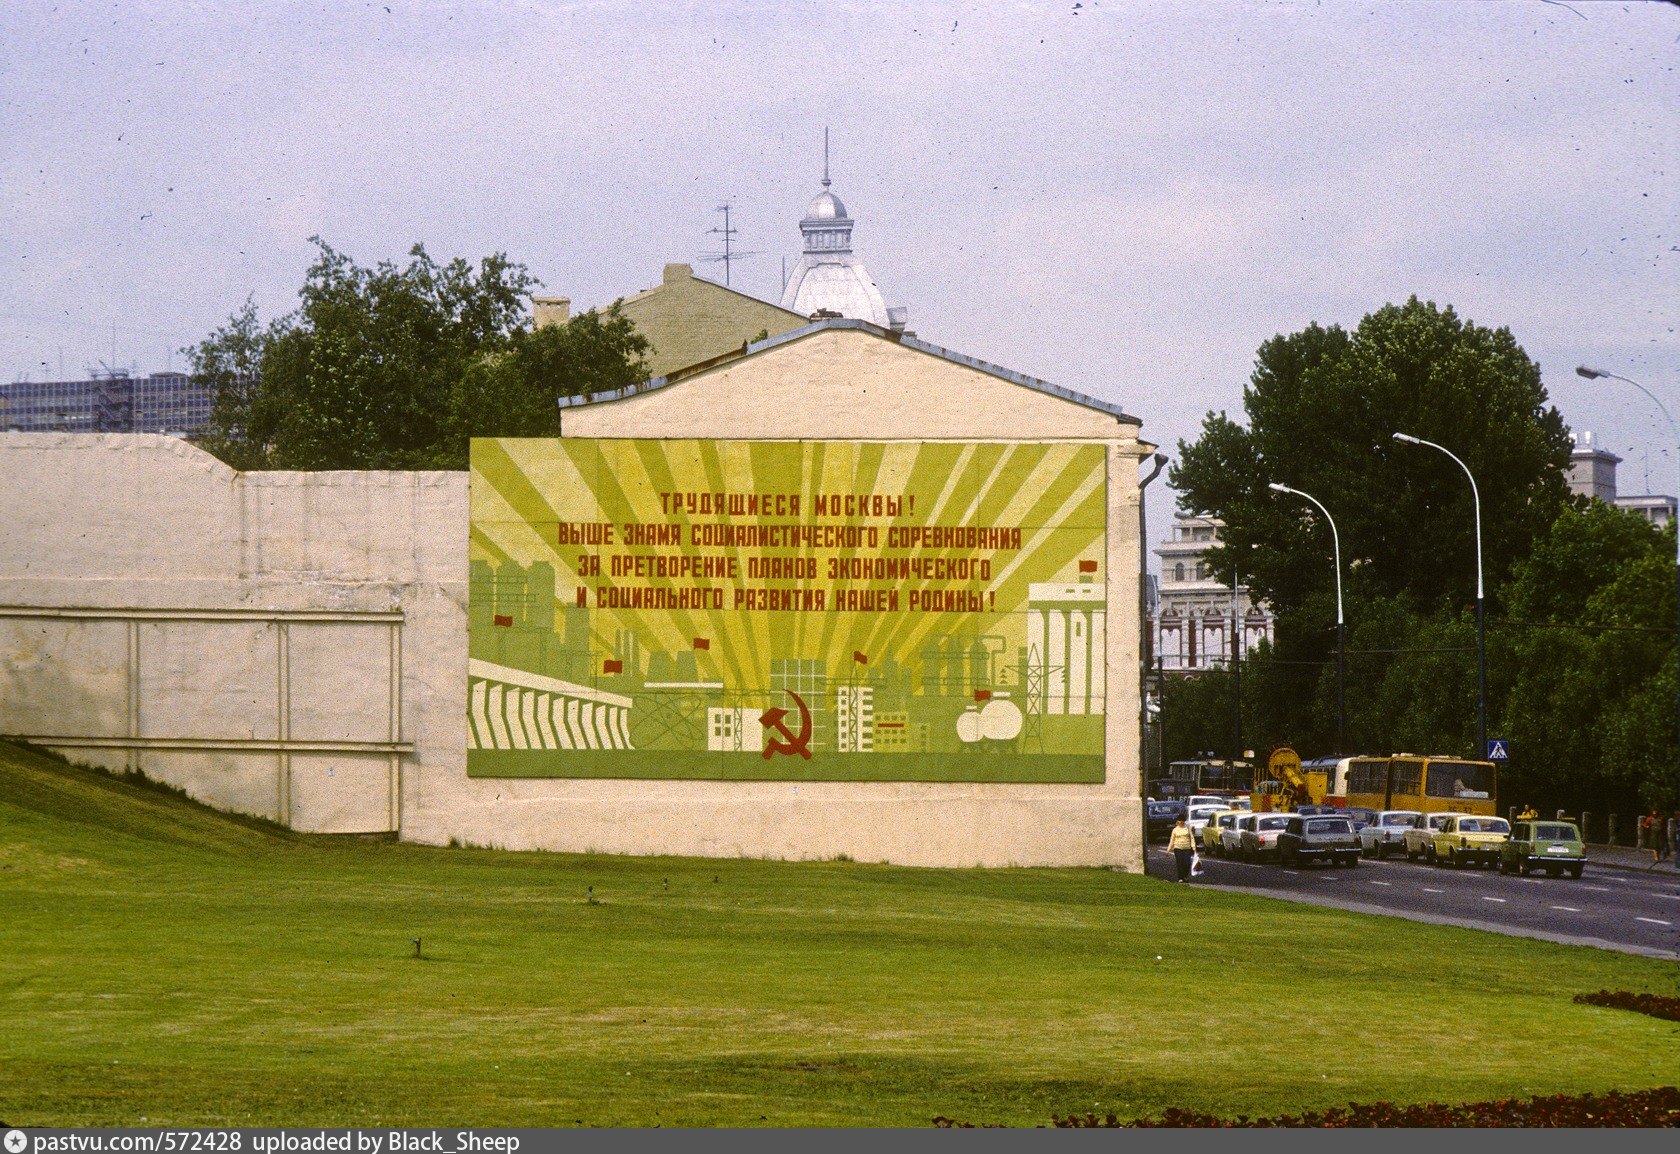 ТРУДЯЩИЕСЯ МОСКВЫ!
ВЫШЕ ЗНАМЯ СОЦИАЛИСТИЧЕСКОГО СОРЕВНОВАНИЯ
ЗА ПРЕТВОРЕНИЕ ПЛАНОВ ЭКОНОМИЧЕСКОГО
И СОЦИАЛЬНОГО РАЗВИТИЯ НАШЕЙ РОДИНЫ!
pastvu.com/572428 uploaded by Black_Sheep